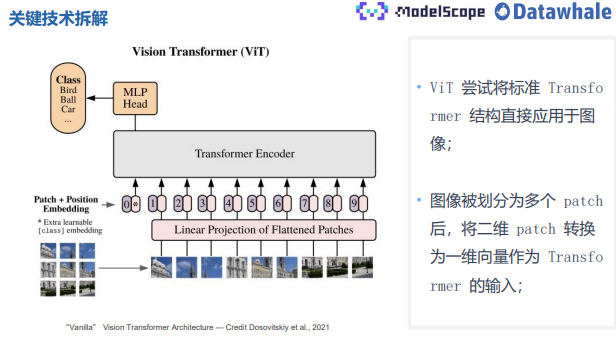 关键技术拆解
ModelScope
Datawhale
Vision Transformer (ViT)
Class
Bird
Ball
Car
...
MLP
Head
Transformer Encoder
Patch + Position
Embedding
* Extra learnable
[class] embedding
0 * 1 2 3 4 5 6 7 8 9
Linear Projection of Flattened Patches
"Vanilla" Vision Transformer Architecture — Credit Dosovitskiy et al., 2021
• ViT 尝试将标准 Transfo
rmer 结构直接应用于图
像；
• 图像被划分为多个 patch
后，将二维 patch 转换
为一维向量作为 Transfo
rmer 的输入；